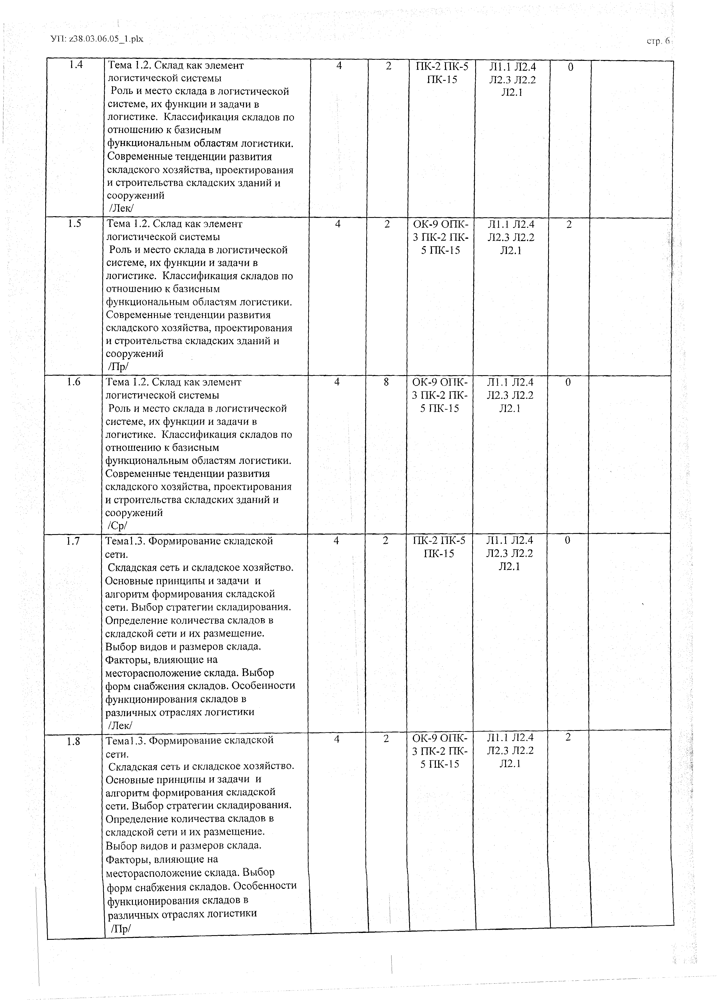 УП: z38.03.06.05_1.plx
стр. 6
1.4
Тема 1.2. Склад как элемент
логистической системы
Роль и место склада в логистической
системе, их функции и задачи в
логистике.  Классификация складов по
отношению к базисным
функциональным областям логистики.
Современные тенденции развития
складского хозяйства, проектирования
и строительства складских зданий и
сооружений
/Лек/
4
2
ПК-2 ПК-5
ПК-15
Л1.1 Л2.4
Л2.3 Л2.2
Л2.1
0
1.5
Тема 1.2. Склад как элемент
логистической системы
Роль и место склада в логистической
системе, их функции и задачи в
логистике.  Классификация складов по
отношению к базисным
функциональным областям логистики.
Современные тенденции развития
складского хозяйства, проектирования
и строительства складских зданий и
сооружений
/Пр/
4
2
ОК-9 ОПК-
3 ПК-2 ПК-
5 ПК-15
Л1.1 Л2.4
Л2.3 Л2.2
Л2.1
2
1.6
Тема 1.2. Склад как элемент
логистической системы
Роль и место склада в логистической
системе, их функции и задачи в
логистике.  Классификация складов по
отношению к базисным
функциональным областям логистики.
Современные тенденции развития
складского хозяйства, проектирования
и строительства складских зданий и
сооружений
/Ср/
4
8
ОК-9 ОПК-
3 ПК-2 ПК-
5 ПК-15
Л1.1 Л2.4
Л2.3 Л2.2
Л2.1
0
1.7
Тема1.3. Формирование складской
сети.
Складская сеть и складское хозяйство.
Основные принципы и задачи  и
алгоритм формирования складской
сети. Выбор стратегии складирования.
Определение количества складов в
складской сети и их размещение.
Выбор видов и размеров склада.
Факторы, влияющие на
месторасположение склада. Выбор
форм снабжения складов. Особенности
функционирования складов в
различных отраслях логистики
/Лек/
4
2
ПК-2 ПК-5
ПК-15
Л1.1 Л2.4
Л2.3 Л2.2
Л2.1
0
1.8
Тема1.3. Формирование складской
сети.
Складская сеть и складское хозяйство.
Основные принципы и задачи  и
алгоритм формирования складской
сети. Выбор стратегии складирования.
Определение количества складов в
складской сети и их размещение.
Выбор видов и размеров склада.
Факторы, влияющие на
месторасположение склада. Выбор
форм снабжения складов. Особенности
функционирования складов в
различных отраслях логистики
/Пр/
4
2
ОК-9 ОПК-
3 ПК-2 ПК-
5 ПК-15
Л1.1 Л2.4
Л2.3 Л2.2
Л2.1
2